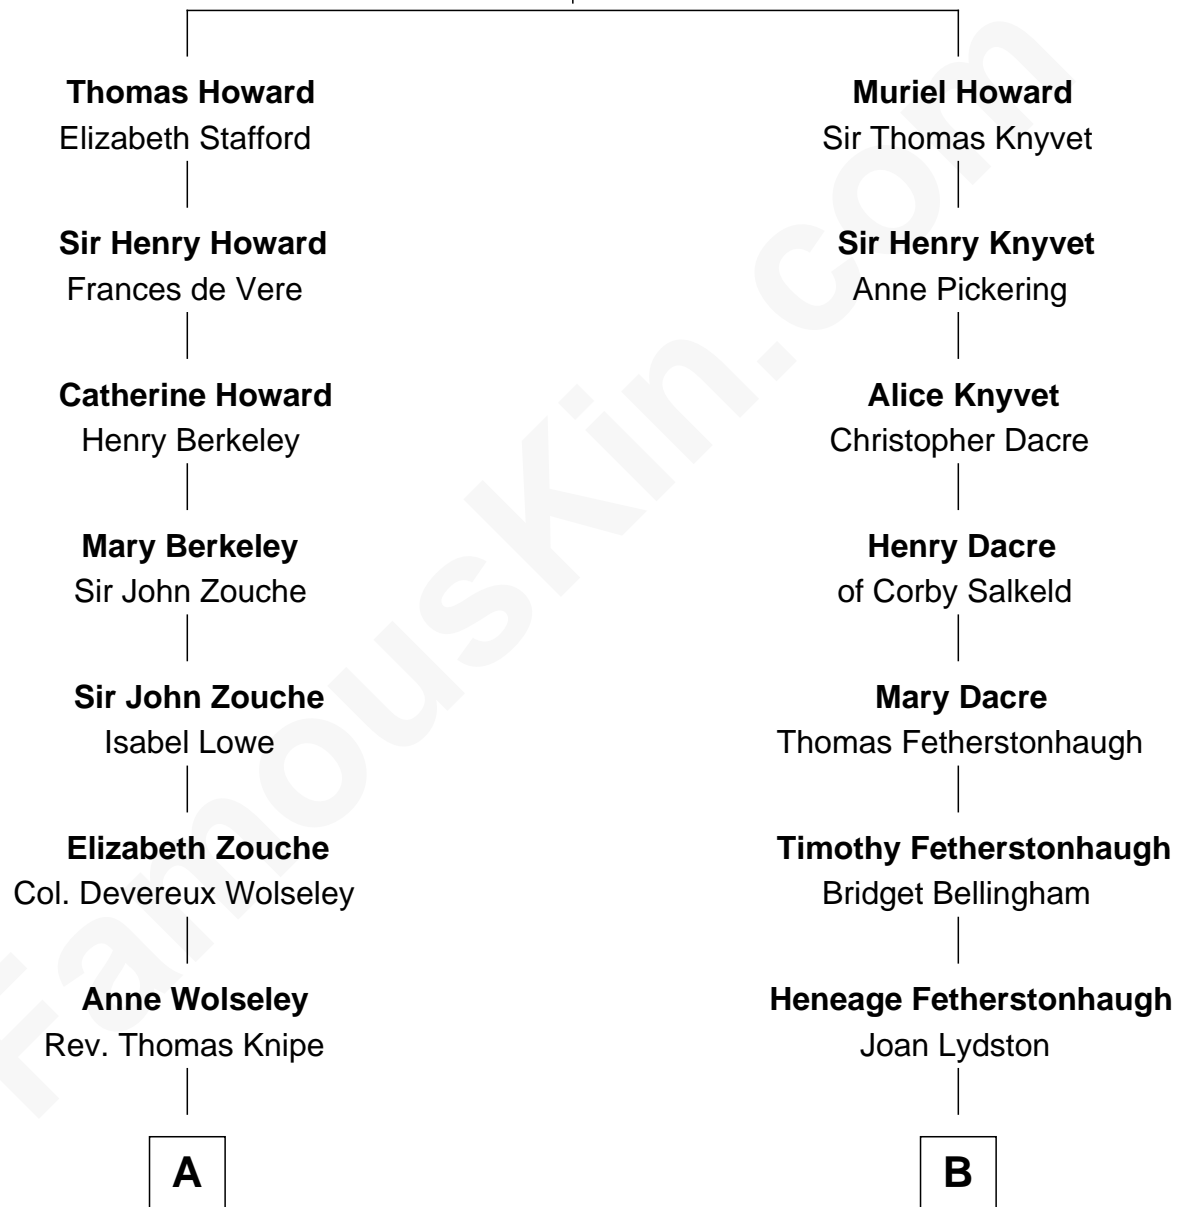 Thomas Howard
Elizabeth Stafford
Sir Henry Howard
Frances de Vere
Catherine Howard
Henry Berkeley
Mary Berkeley
Sir John Zouche
Sir John Zouche
Isabel Lowe
Elizabeth Zouche
Col. Devereux Wolseley
Anne Wolseley
Rev. Thomas Knipe
A
Muriel Howard
Sir Thomas Knyvet
Sir Henry Knyvet
Anne Pickering
Alice Knyvet
Christopher Dacre
Henry Dacre
of Corby Salkeld
Mary Dacre
Thomas Fetherstonhaugh
Timothy Fetherstonhaugh
Bridget Bellingham
Heneage Fetherstonhaugh
Joan Lydston
B
FamousKin.com